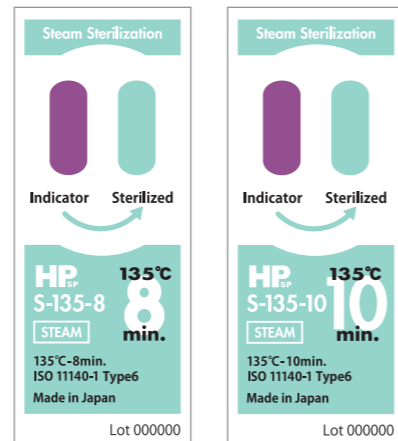 Steam Sterilization
Indicator Sterilized
HP SP 135℃
S-135-8 8
STEAM min.
135℃-8min.
ISO 11140-1 Type6
Made in Japan
Lot 000000
Steam Sterilization
Indicator Sterilized
HP SP 135℃
S-135-10 10
STEAM min.
135℃-10min.
ISO 11140-1 Type6
Made in Japan
Lot 000000